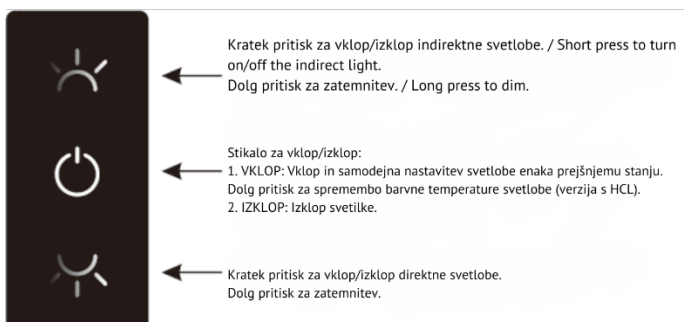 Kratek pritisk za vklop/izklop indirektne svetlobe. / Short press to turn
on/off the indirect light.
Dolg pritisk za zatemnitev. / Long press to dim.
Stikalo za vklop/izklop:
1. VKLOP: Vklop in samodejna nastavitev svetlobe enaka prejšnjemu stanju.
Dolg pritisk za spremembo barvne temperature svetlobe (verzija s HCL).
2. IZKLOP: Izklop svetilke.
Kratek pritisk za vklop/izklop direktne svetlobe.
Dolg pritisk za zatemnitev.